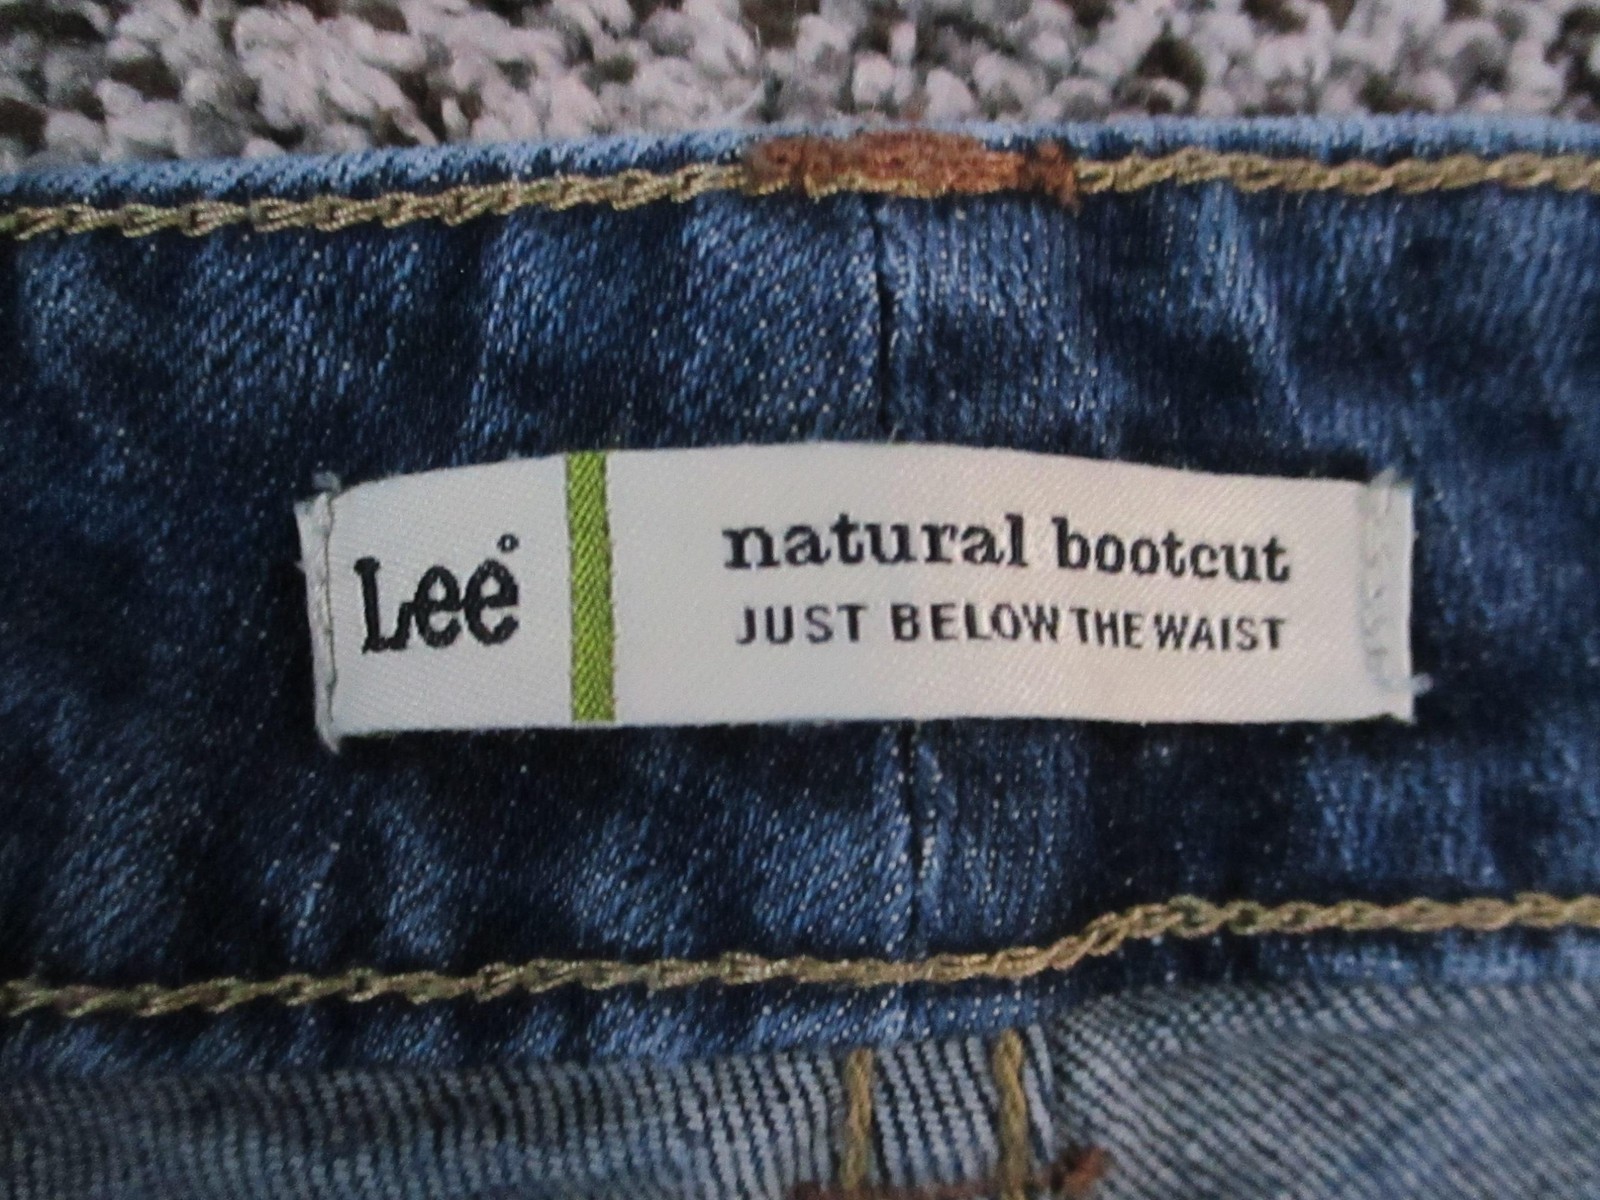 Lee
natural bootcut
JUST BELOW THE WAIST